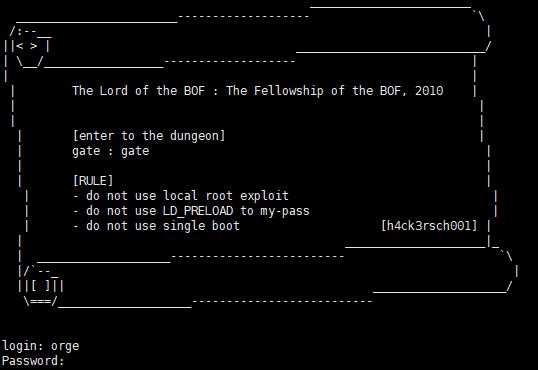 The Lord of the BOF : The Fellowship of the BOF, 2010
[enter to the dungeon]
gate : gate
[RULE]
- do not use local root exploit
- do not use LD_PRELOAD to my-pass
- do not use single boot [h4ck3rsch001]
login: orge
Password: